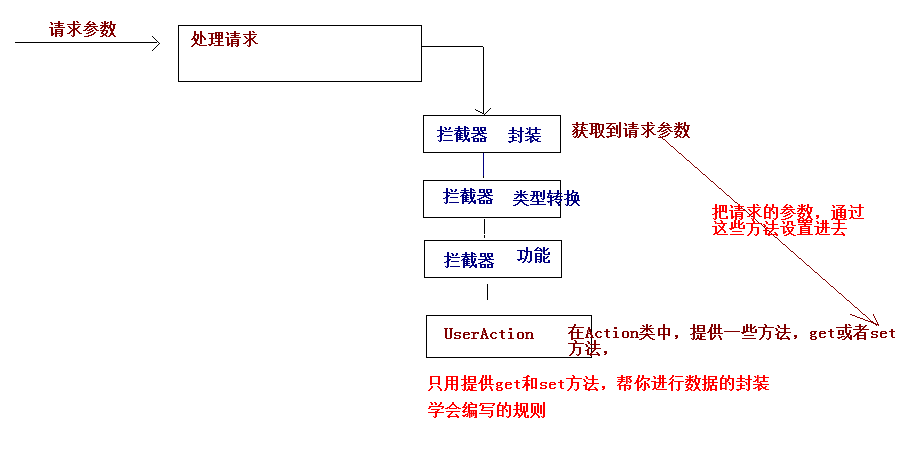 请求参数
处理请求
拦截器 封装
获取到请求参数
拦截器 类型转换
把请求的参数，通过
这些方法设置进去
拦截器 功能
UserAction
在Action类中，提供一些方法，get或者set
方法，
只用提供get和set方法，帮你进行数据的封装
学会编写的规则